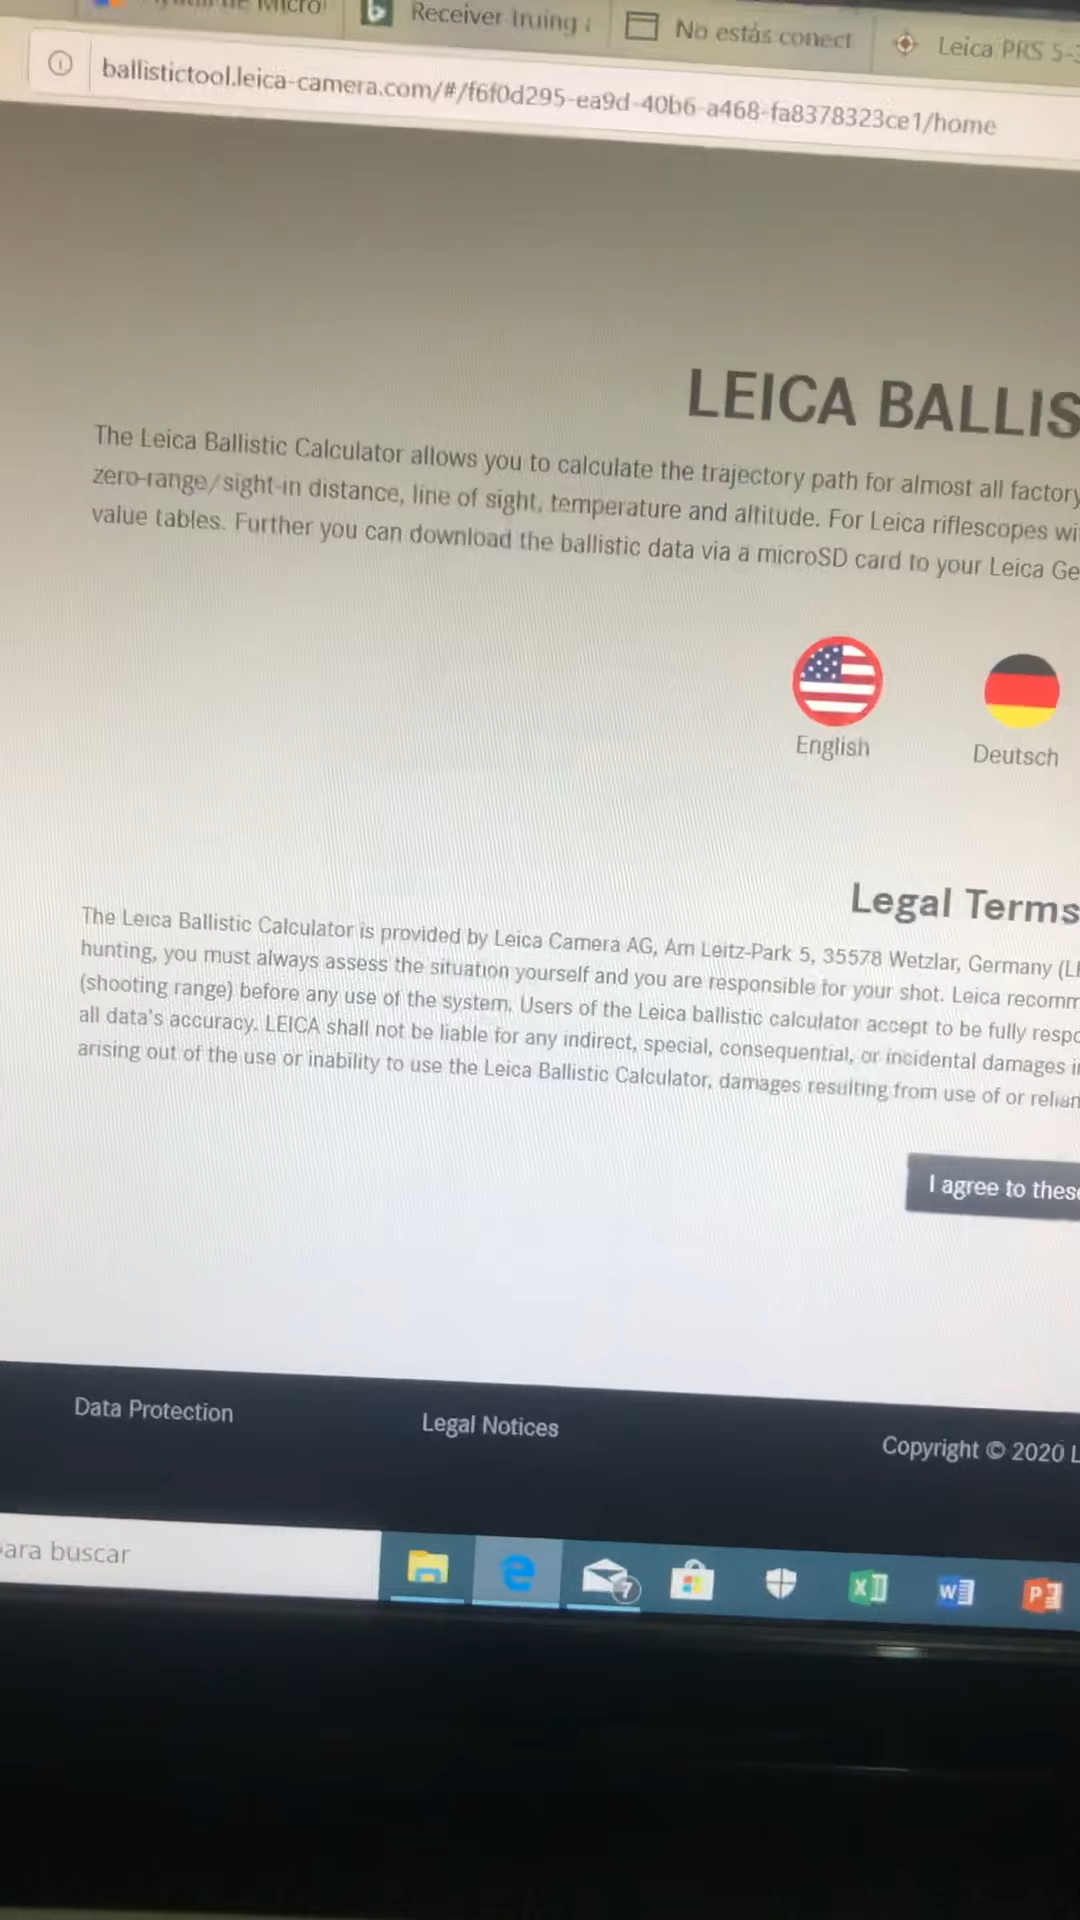 Receiver truing
No estás conect
Leica PRS 5-3
ballistictool.leica-camera.com/#/f6f0d295-ea9d-40b6-a468-fa8378323ce1/home
LEICA BALLIS
The Leica Ballistic Calculator allows you to calculate the trajectory path for almost all factory
zero-range/sight-in distance, line of sight, temperature and altitude. For Leica riflescopes wi
value tables. Further you can download the ballistic data via a microSD card to your Leica Ge
English
Deutsch
Legal Terms
The Leica Ballistic Calculator is provided by Leica Camera AG, Am Leitz-Park 5, 35578 Wetzlar, Germany (LE
hunting, you must always assess the situation yourself and you are responsible for your shot. Leica recomm
(shooting range) before any use of the system. Users of the Leica ballistic calculator accept to be fully respo
all data's accuracy. LEICA shall not be liable for any indirect, special, consequential, or incidental damages i
arising out of the use or inability to use the Leica Ballistic Calculator, damages resulting from use of or relian
I agree to these
Data Protection
Legal Notices
Copyright © 2020 L
ara buscar
7